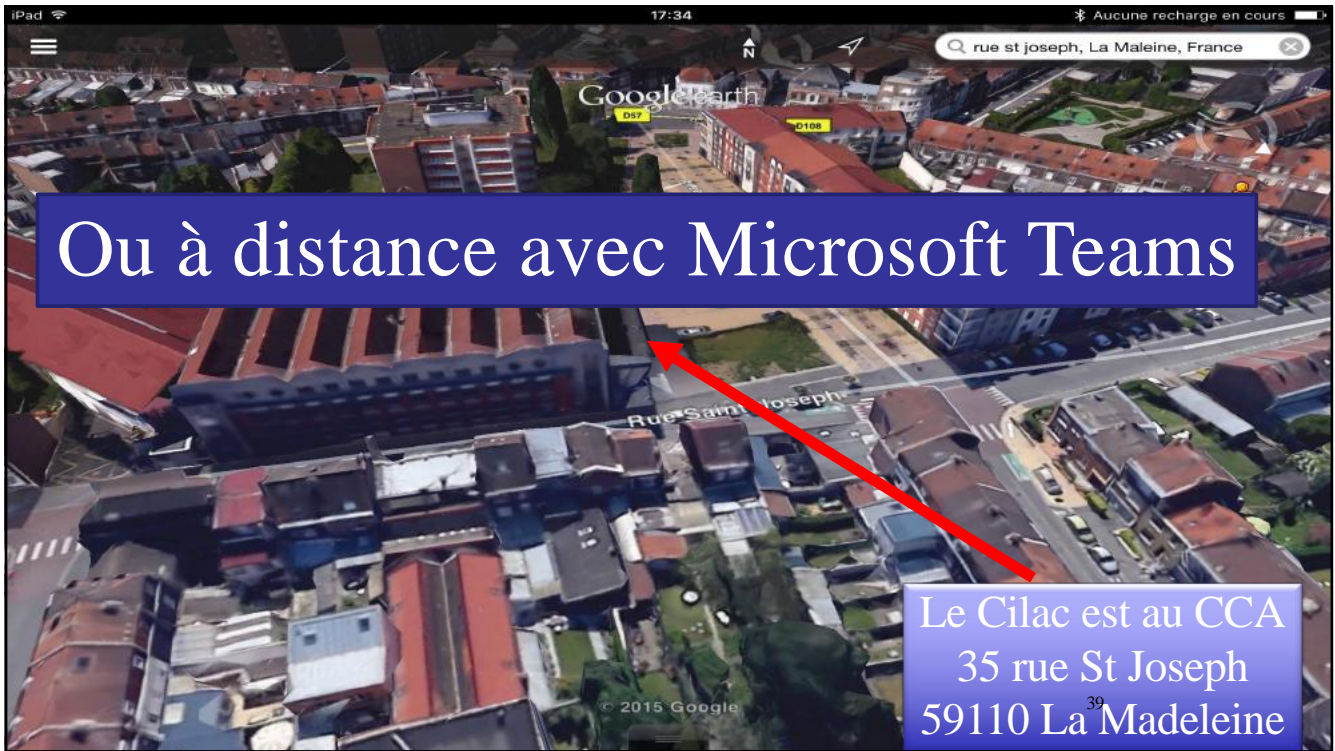 iPad 17:34 Aucune recharge en cours
rue st joseph, La Maleine, France
N
Google earth
D57
D108
Ou à distance avec Microsoft Teams
Rue Saint Joseph
Le Cilac est au CCA
35 rue St Joseph
59110 La Madeleine
39
© 2015 Google